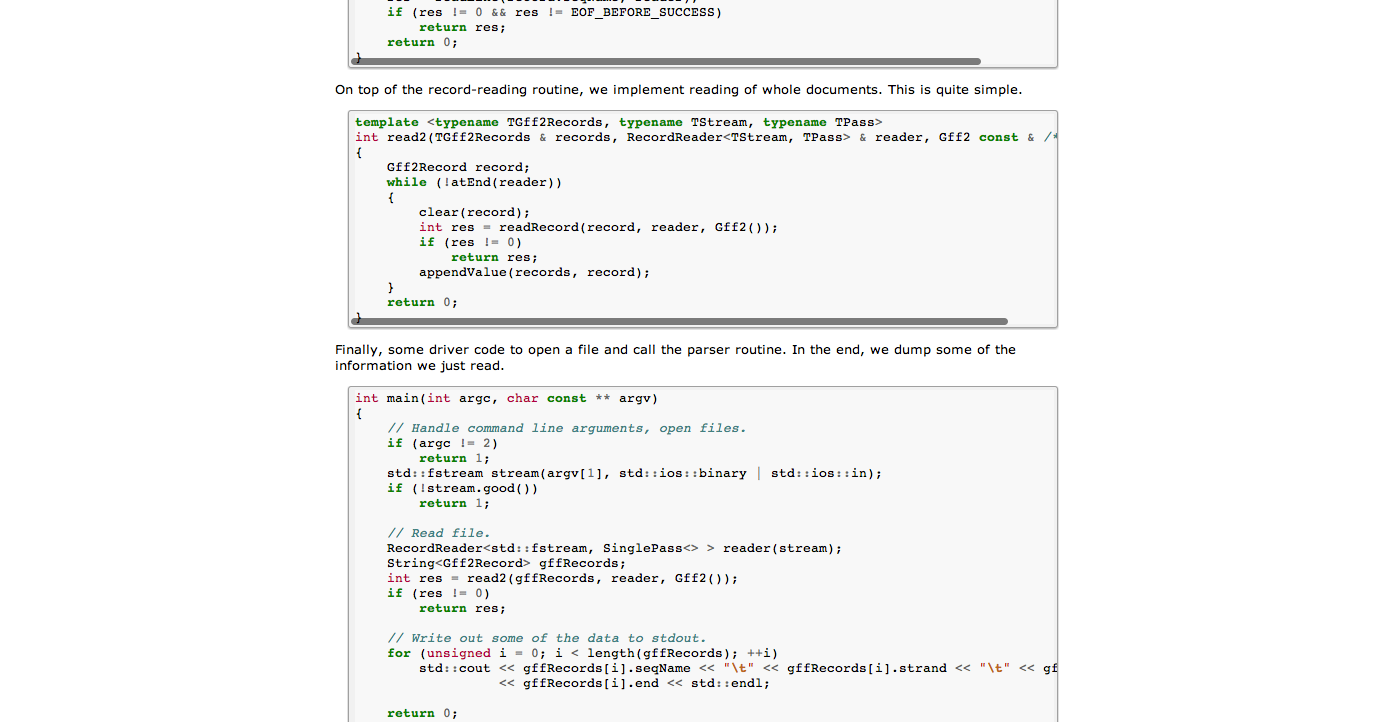 if (res != 0 && res != EOF_BEFORE_SUCCESS)
return res;
return 0;
}
On top of the record-reading routine, we implement reading of whole documents. This is quite simple.
template <typename TGff2Records, typename TStream, typename TPass>
int read2(TGff2Records & records, RecordReader<TStream, TPass> & reader, Gff2 const & /*
{
Gff2Record record;
while (!atEnd(reader))
{
clear(record);
int res = readRecord(record, reader, Gff2());
if (res != 0)
return res;
appendValue(records, record);
}
return 0;
}
Finally, some driver code to open a file and call the parser routine. In the end, we dump some of the
information we just read.
int main(int argc, char const ** argv)
{
// Handle command line arguments, open files.
if (argc != 2)
return 1;
std::fstream stream(argv[1], std::ios::binary | std::ios::in);
if (!stream.good())
return 1;
// Read file.
RecordReader<std::fstream, SinglePass<> > reader(stream);
String<Gff2Record> gffRecords;
int res = read2(gffRecords, reader, Gff2());
if (res != 0)
return res;
// Write out some of the data to stdout.
for (unsigned i = 0; i < length(gffRecords); ++i)
std::cout << gffRecords[i].seqName << "\t" << gffRecords[i].strand << "\t" << gf
<< gffRecords[i].end << std::endl;
return 0;